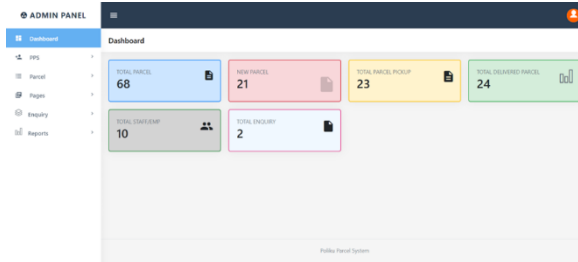 ADMIN PANEL
Dashboard
PPS
Parcel
Pages
Enquiry
Reports
Dashboard
TOTAL PARCEL
68
NEW PARCEL
21
TOTAL PARCEL PICKUP
23
TOTAL DELIVERED PARCEL
24
TOTAL STAFF/EMP
10
TOTAL ENQUIRY
2
Poliku Parcel System